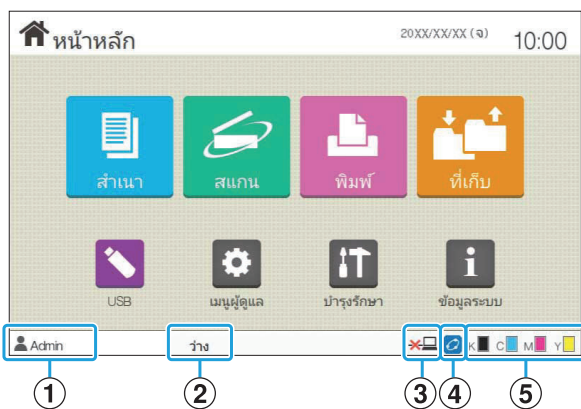 หน้าหลัก
20XX/XX/XX (จ) 10:00
สำเนา สแกน พิมพ์ ที่เก็บ
USB เมนูผู้ดูแล บำรุงรักษา ข้อมูลระบบ
Admin ว่าง K C M Y
1 2 3 4 5